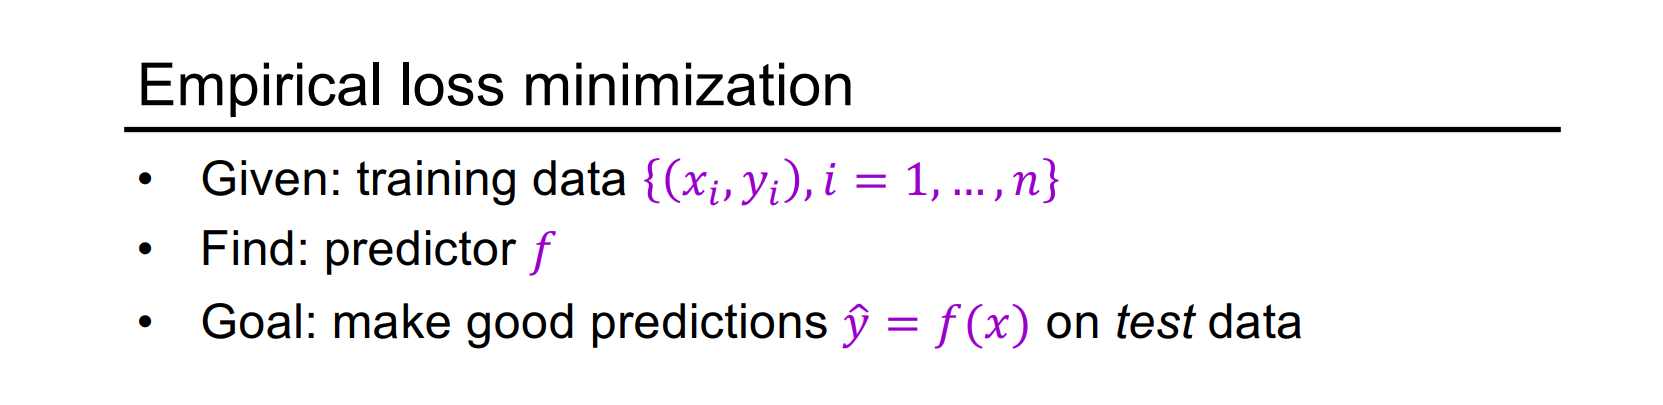 Empirical loss minimization
• Given: training data {(xᵢ, yᵢ), i = 1, … , n}
• Find: predictor f
• Goal: make good predictions ŷ = f(x) on test data